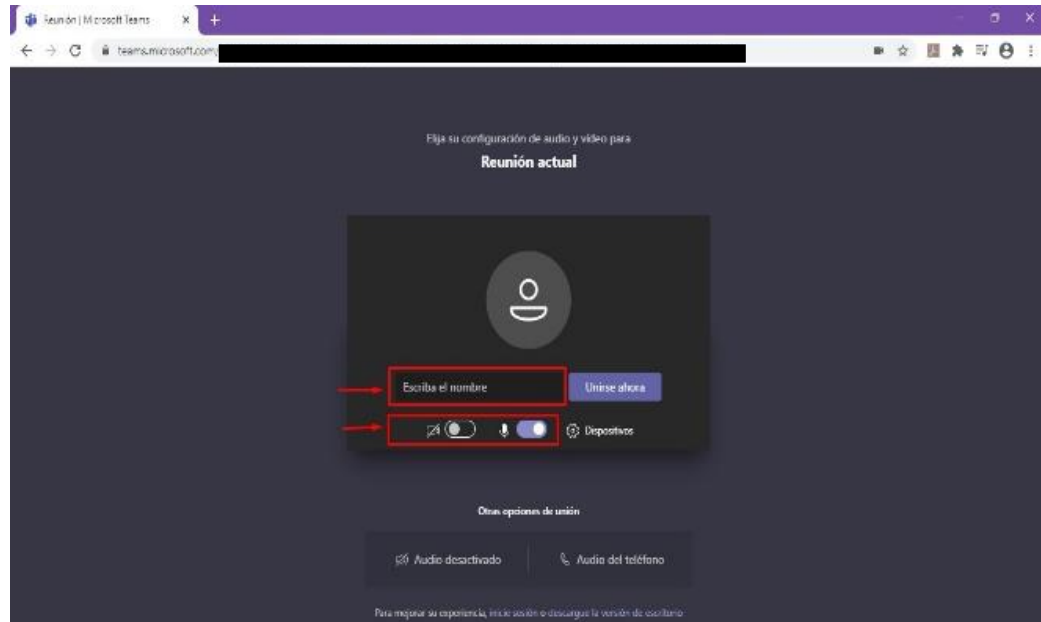 Reunión | Microsoft Teams
teams.microsoft.com/
Elija su configuración de audio y vídeo para
Reunión actual
Escriba el nombre
Unirse ahora
Dispositivos
Otras opciones de unión
Audio desactivado
Audio del teléfono
Para mejorar su experiencia, inicie sesión o descargue la versión de escritorio